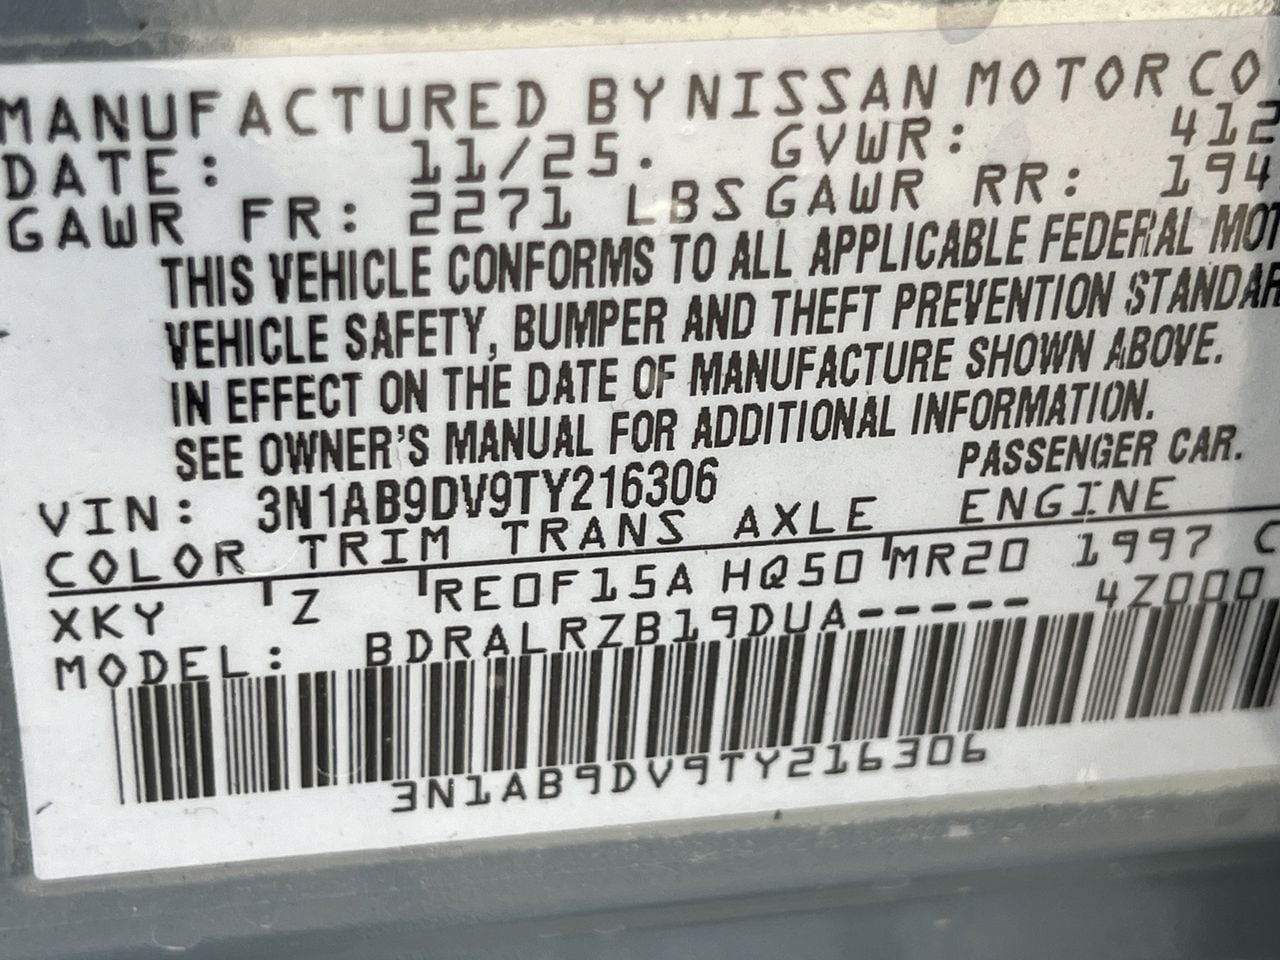 MANUFACTURED BY NISSAN MOTOR CO
DATE: 11/25. GVWR: 412
GAWR FR: 2271 LBS GAWR RR: 194
THIS VEHICLE CONFORMS TO ALL APPLICABLE FEDERAL MOT
VEHICLE SAFETY, BUMPER AND THEFT PREVENTION STANDAR
IN EFFECT ON THE DATE OF MANUFACTURE SHOWN ABOVE.
SEE OWNER'S MANUAL FOR ADDITIONAL INFORMATION.
VIN: 3N1AB9DV9TY216306 PASSENGER CAR.
COLOR TRIM TRANS AXLE ENGINE
XKY Z RE0F15A HQ50 MR20 1997 C
MODEL: BDRALRZB19DUA----- 4Z000
3N1AB9DV9TY216306